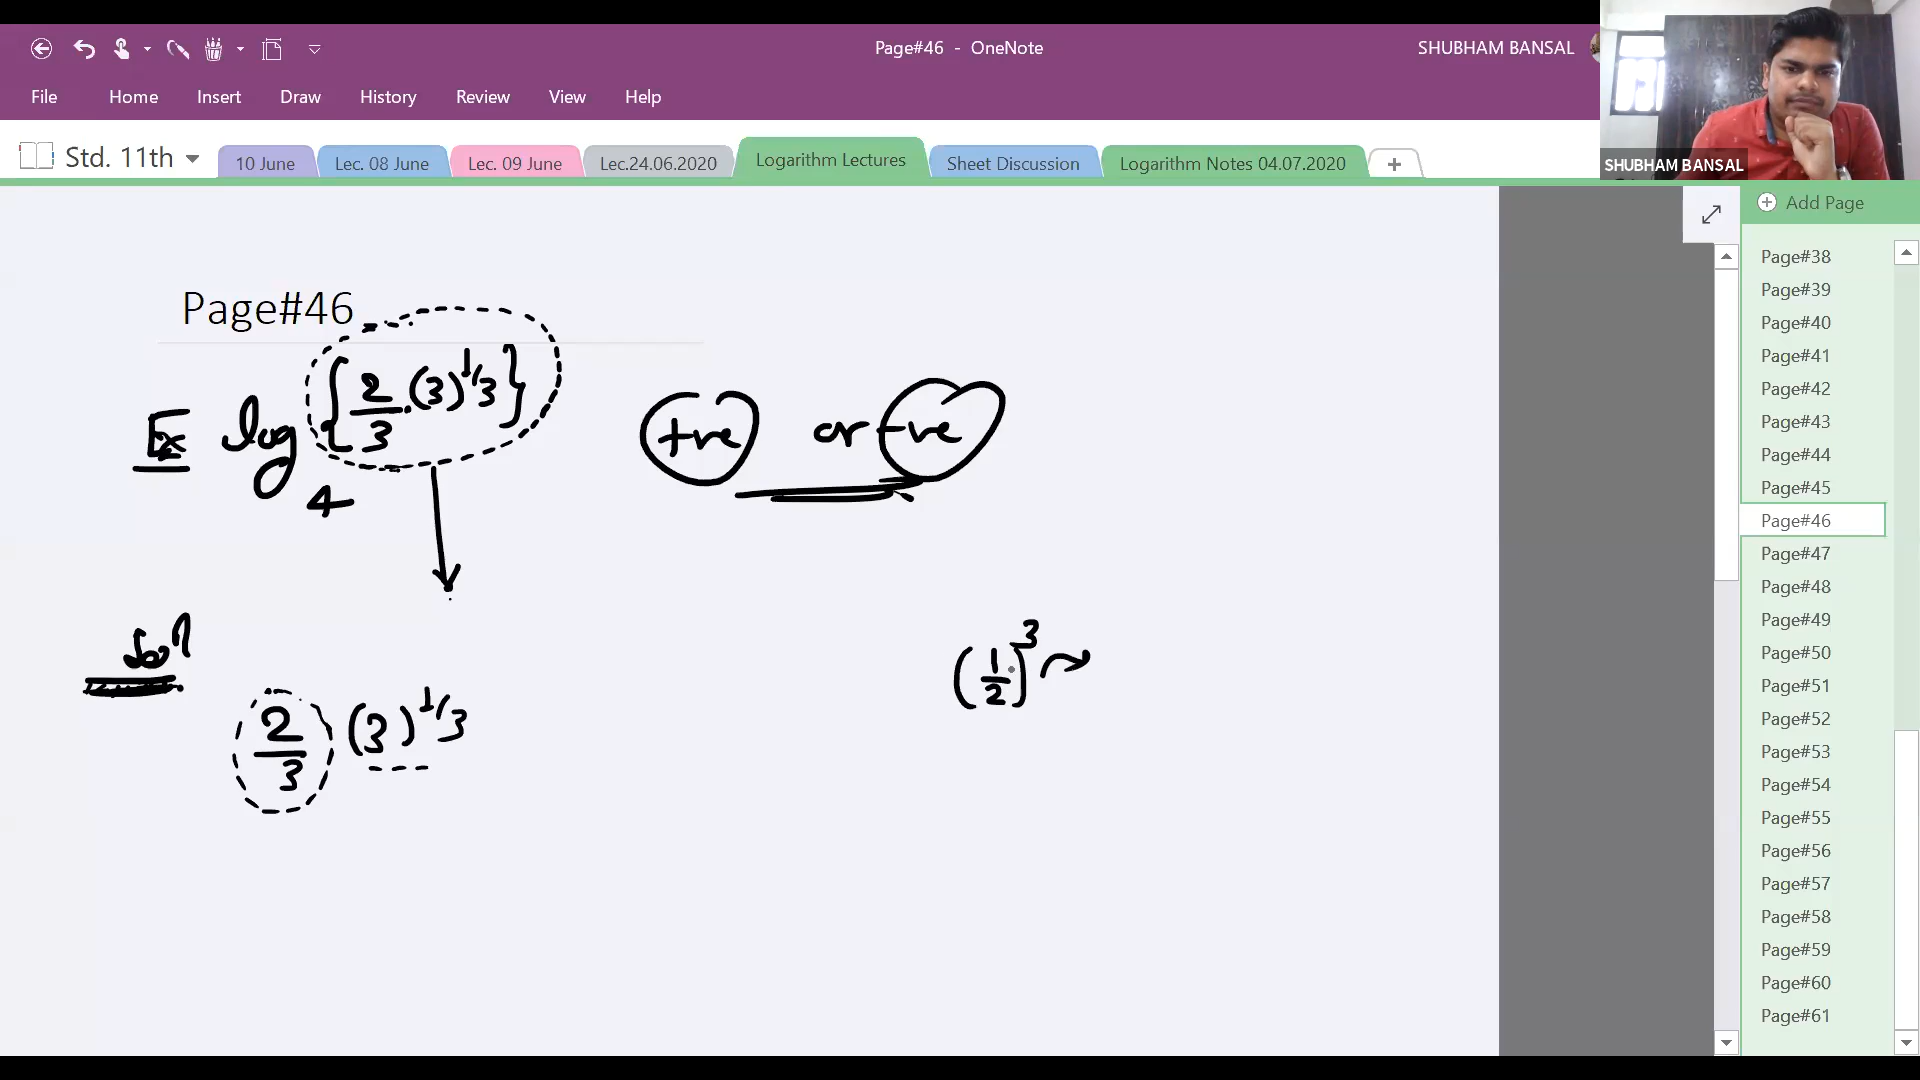 Page#46 - OneNote
SHUBHAM BANSAL
File Home Insert Draw History Review View Help
Std. 11th
10 June
Lec. 08 June
Lec. 09 June
Lec.24.06.2020
Logarithm Lectures
Sheet Discussion
Logarithm Notes 04.07.2020
SHUBHAM BANSAL
Add Page
Page#46
Ex log₄ {2/3 · (3)^1/3} +ve or -ve
Solⁿ
2/3 (3)^1/3
(1/2)^3
Page#38
Page#39
Page#40
Page#41
Page#42
Page#43
Page#44
Page#45
Page#46
Page#47
Page#48
Page#49
Page#50
Page#51
Page#52
Page#53
Page#54
Page#55
Page#56
Page#57
Page#58
Page#59
Page#60
Page#61